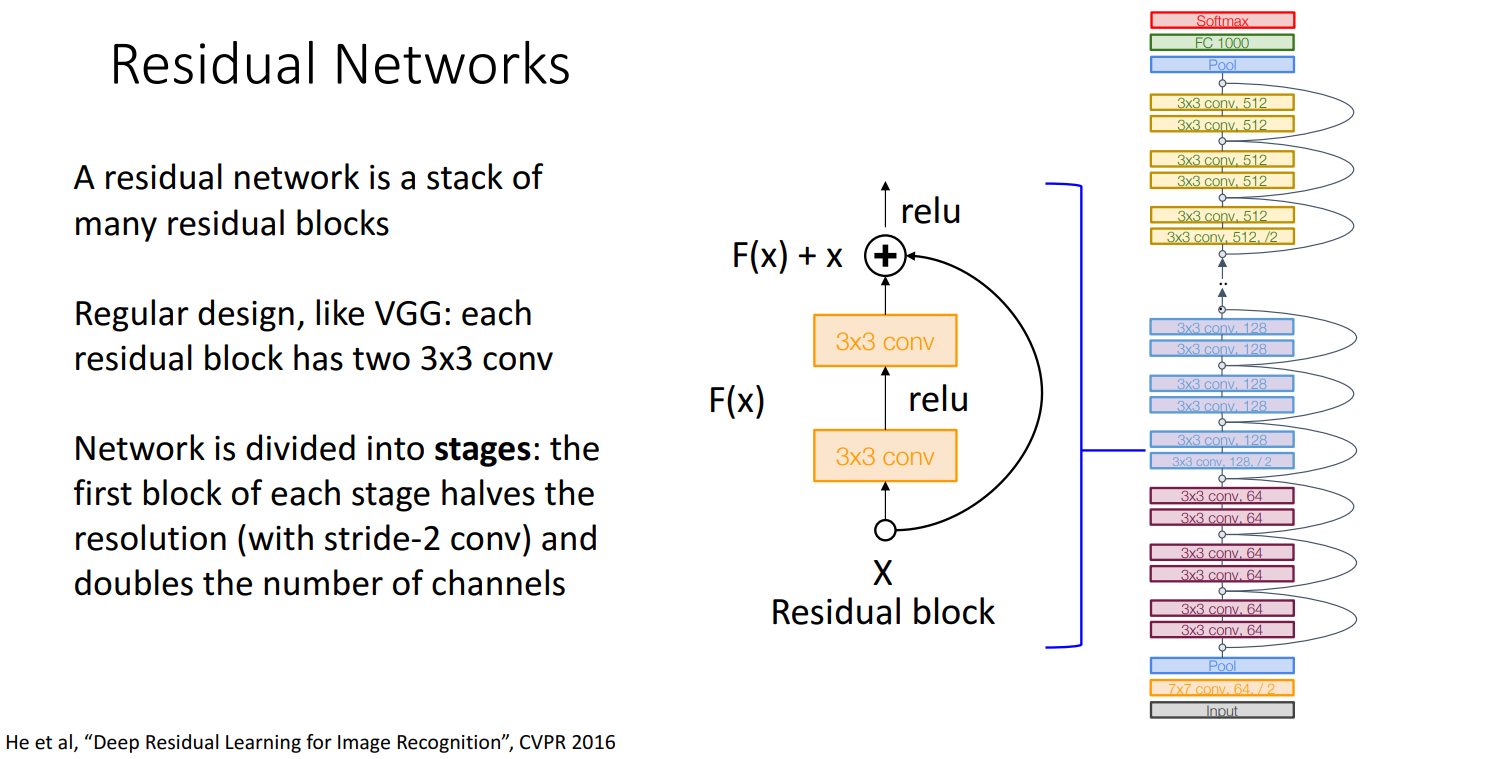 Residual Networks
A residual network is a stack of
many residual blocks
Regular design, like VGG: each
residual block has two 3x3 conv
Network is divided into stages: the
first block of each stage halves the
resolution (with stride-2 conv) and
doubles the number of channels
He et al, “Deep Residual Learning for Image Recognition”, CVPR 2016
relu
F(x) + x
3x3 conv
F(x)
relu
3x3 conv
X
Residual block
Softmax
FC 1000
Pool
3x3 conv, 512
3x3 conv, 512
3x3 conv, 512
3x3 conv, 512
3x3 conv, 512
3x3 conv, 512, /2
..
3x3 conv, 128
3x3 conv, 128
3x3 conv, 128
3x3 conv, 128
3x3 conv, 128
3x3 conv, 128, / 2
3x3 conv, 64
3x3 conv, 64
3x3 conv, 64
3x3 conv, 64
3x3 conv, 64
3x3 conv, 64
Pool
7x7 conv, 64, / 2
Input